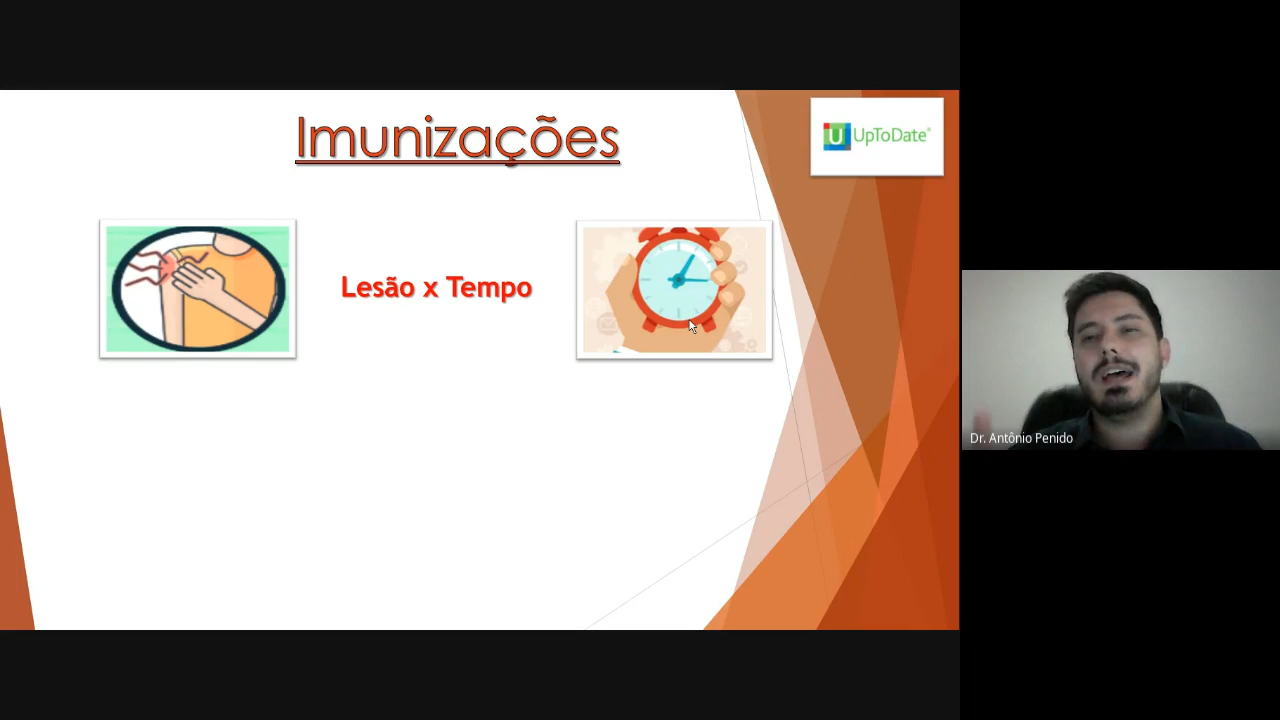 Imunizações
UpToDate®
Lesão x Tempo
Dr. Antônio Penido